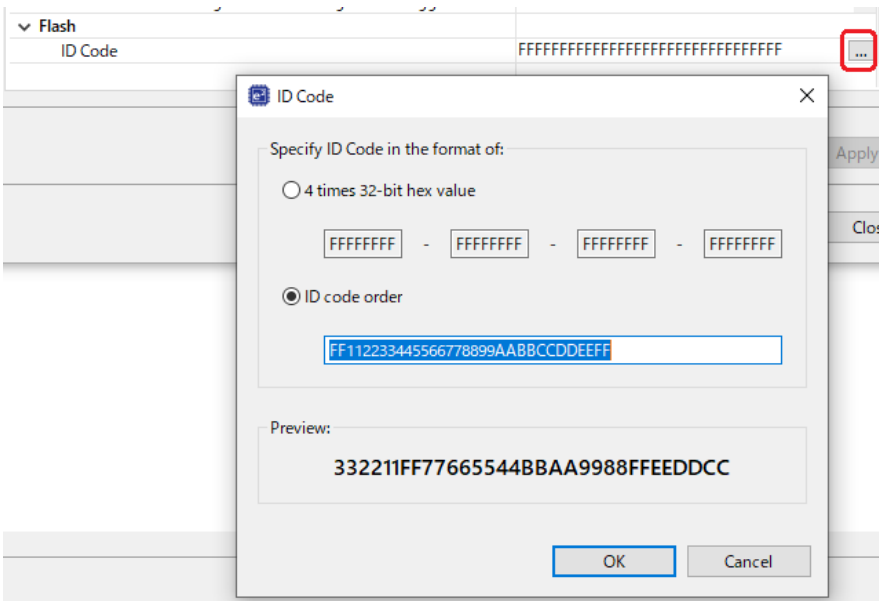 Flash
ID Code FFFFFFFFFFFFFFFFFFFFFFFFFFFFFFFF ...
ID Code
Specify ID Code in the format of:
4 times 32-bit hex value
FFFFFFFF - FFFFFFFF - FFFFFFFF - FFFFFFFF
ID code order
FF112233445566778899AABBCCDDEEFF
Preview:
332211FF77665544BBAA9988FFEEDDCC
OK Cancel
Apply